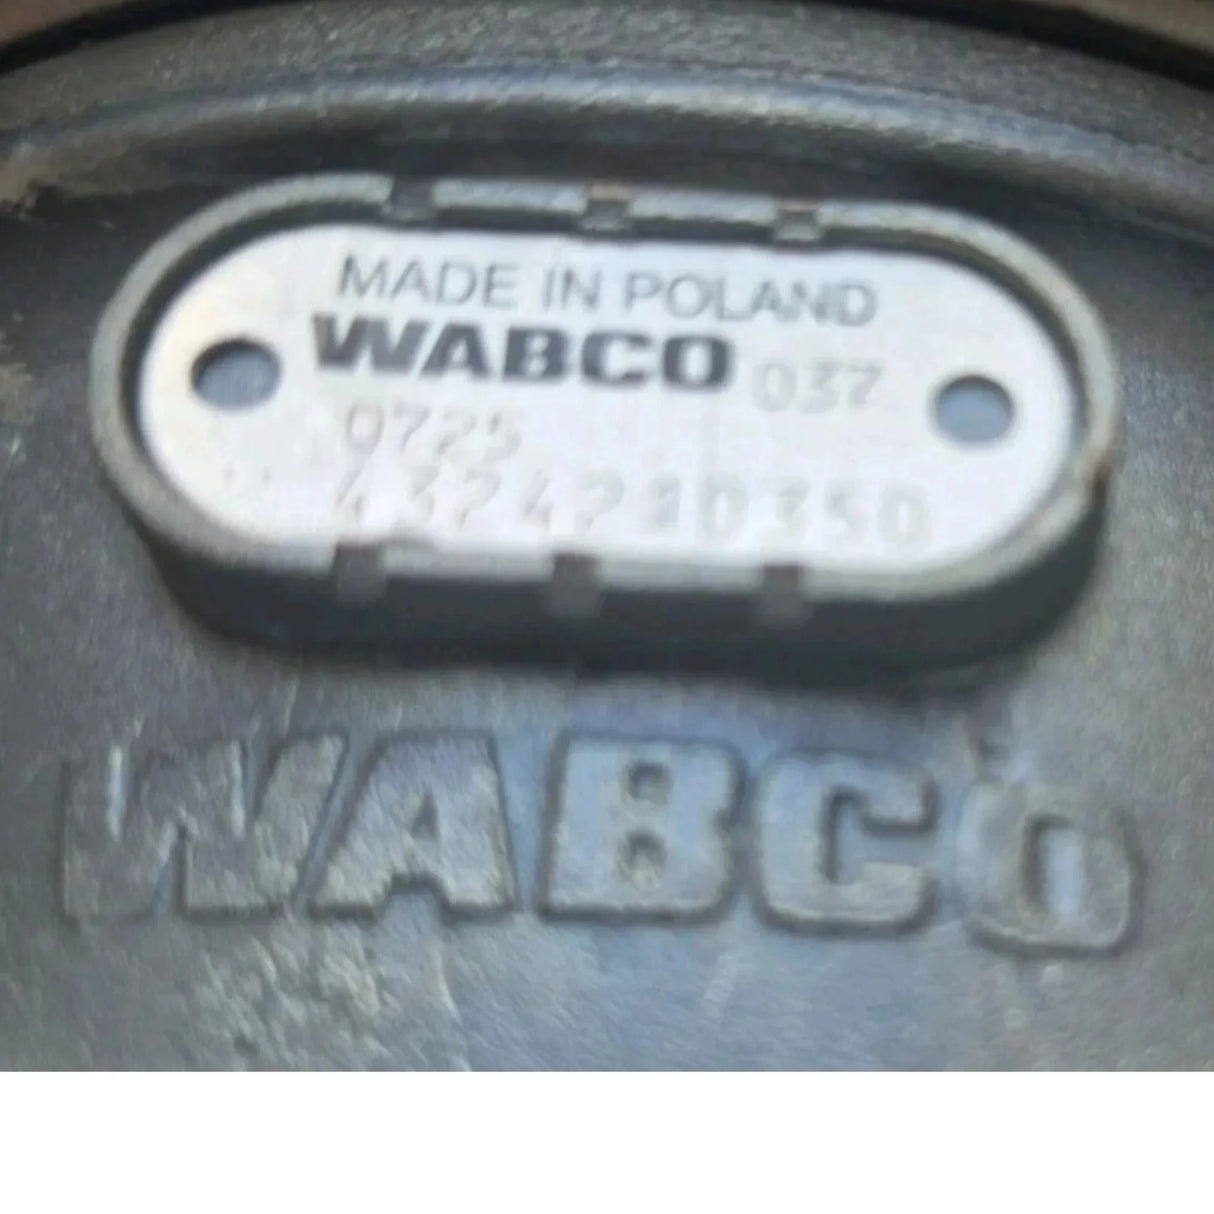 MADE IN POLAND
WABCO 037
0725
4324210350
WABCO